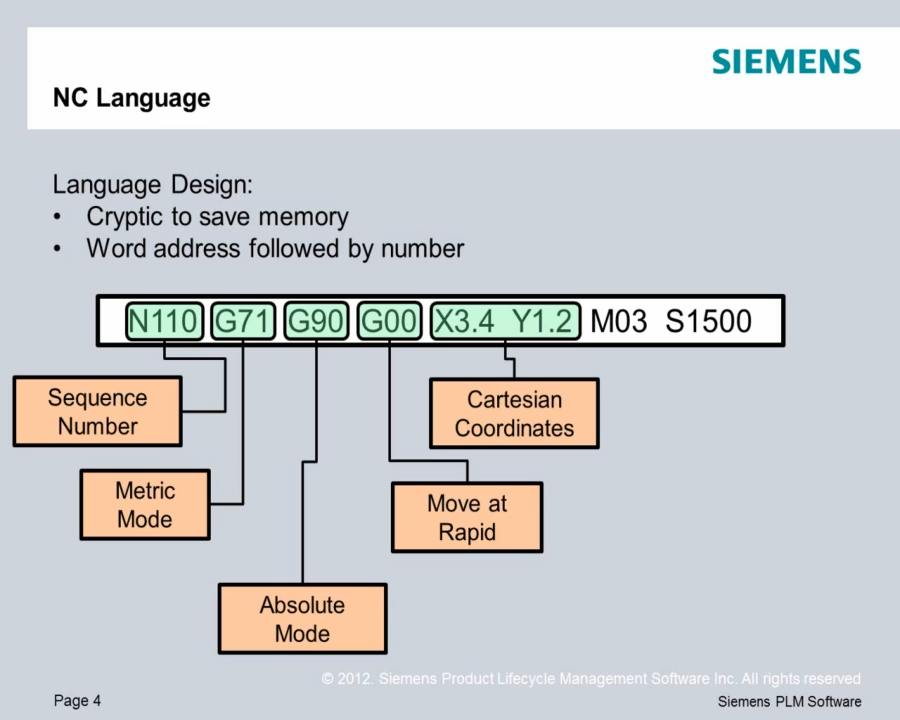 SIEMENS
NC Language
Language Design:
• Cryptic to save memory
• Word address followed by number
N110 G71 G90 G00 X3.4 Y1.2 M03 S1500
Sequence
Number
Cartesian
Coordinates
Metric
Mode
Move at
Rapid
Absolute
Mode
© 2012. Siemens Product Lifecycle Management Software Inc. All rights reserved
Page 4
Siemens PLM Software